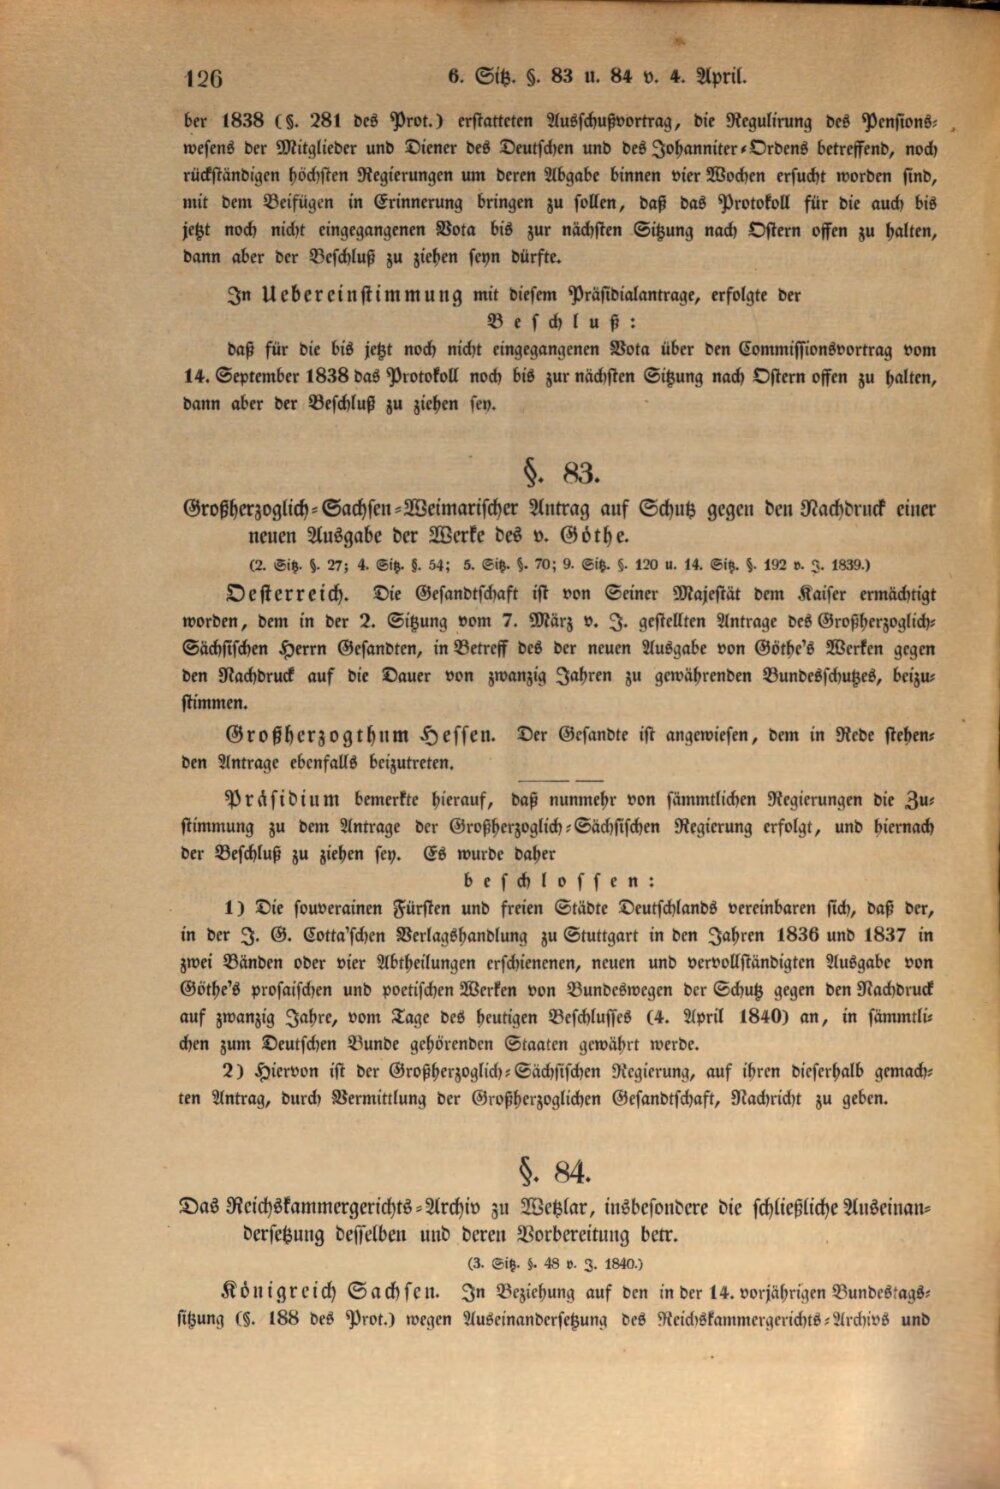 126
6. Sitz. §. 83 u. 84 v. 4. April.
ber 1838 (§. 281 des Prot.) erstatteten Ausschußvortrag, die Regulirung des Pensions-
wesens der Mitglieder und Diener des Deutschen und des Johanniter-Ordens betreffend, noch
rückständigen höchsten Regierungen um deren Abgabe binnen vier Wochen ersucht worden sind,
mit dem Beifügen in Erinnerung bringen zu sollen, daß das Protokoll für die auch bis
jetzt noch nicht eingegangenen Vota bis zur nächsten Sitzung nach Ostern offen zu halten,
dann aber der Beschluß zu ziehen seyn dürfte.
In Uebereinstimmung mit diesem Präsidialantrage, erfolgte der
Beschluß:
daß für die bis jetzt noch nicht eingegangenen Vota über den Commissionsvortrag vom
14. September 1838 das Protokoll noch bis zur nächsten Sitzung nach Ostern offen zu halten,
dann aber der Beschluß zu ziehen sey.
§. 83.
Großherzoglich-Sachsen-Weimarischer Antrag auf Schutz gegen den Nachdruck einer
neuen Ausgabe der Werke des v. Göthe.
(2. Sitz. §. 27; 4. Sitz. §. 54; 5. Sitz. §. 70; 9. Sitz. §. 120 u. 14. Sitz. §. 192 v. J. 1839.)
Oesterreich. Die Gesandtschaft ist von Seiner Majestät dem Kaiser ermächtigt
worden, dem in der 2. Sitzung vom 7. März v. J. gestellten Antrage des Großherzoglich-
Sächsischen Herrn Gesandten, in Betreff des der neuen Ausgabe von Göthe's Werken gegen
den Nachdruck auf die Dauer von zwanzig Jahren zu gewährenden Bundesschutzes, beizu-
stimmen.
Großherzogthum Hessen. Der Gesandte ist angewiesen, dem in Rede stehen-
den Antrage ebenfalls beizutreten.
Präsidium bemerkte hierauf, daß nunmehr von sämmtlichen Regierungen die Zu-
stimmung zu dem Antrage der Großherzoglich-Sächsischen Regierung erfolgt, und hiernach
der Beschluß zu ziehen sey. Es wurde daher
beschlossen:
1) Die souverainen Fürsten und freien Städte Deutschlands vereinbaren sich, daß der,
in der J. G. Cotta'schen Verlagshandlung zu Stuttgart in den Jahren 1836 und 1837 in
zwei Bänden oder vier Abtheilungen erschienenen, neuen und vervollständigten Ausgabe von
Göthe's prosaischen und poetischen Werken von Bundeswegen der Schutz gegen den Nachdruck
auf zwanzig Jahre, vom Tage des heutigen Beschlusses (4. April 1840) an, in sämmtli-
chen zum Deutschen Bunde gehörenden Staaten gewährt werde.
2) Hiervon ist der Großherzoglich-Sächsischen Regierung, auf ihren dieserhalb gemach-
ten Antrag, durch Vermittlung der Großherzoglichen Gesandtschaft, Nachricht zu geben.
§. 84.
Das Reichskammergerichts-Archiv zu Wetzlar, insbesondere die schließliche Auseinan-
dersetzung desselben und deren Vorbereitung betr.
(3. Sitz. §. 48 v. J. 1840.)
Königreich Sachsen. In Beziehung auf den in der 14. vorjährigen Bundestags-
sitzung (§. 188 des Prot.) wegen Auseinandersetzung des Reichskammergerichts-Archivs und